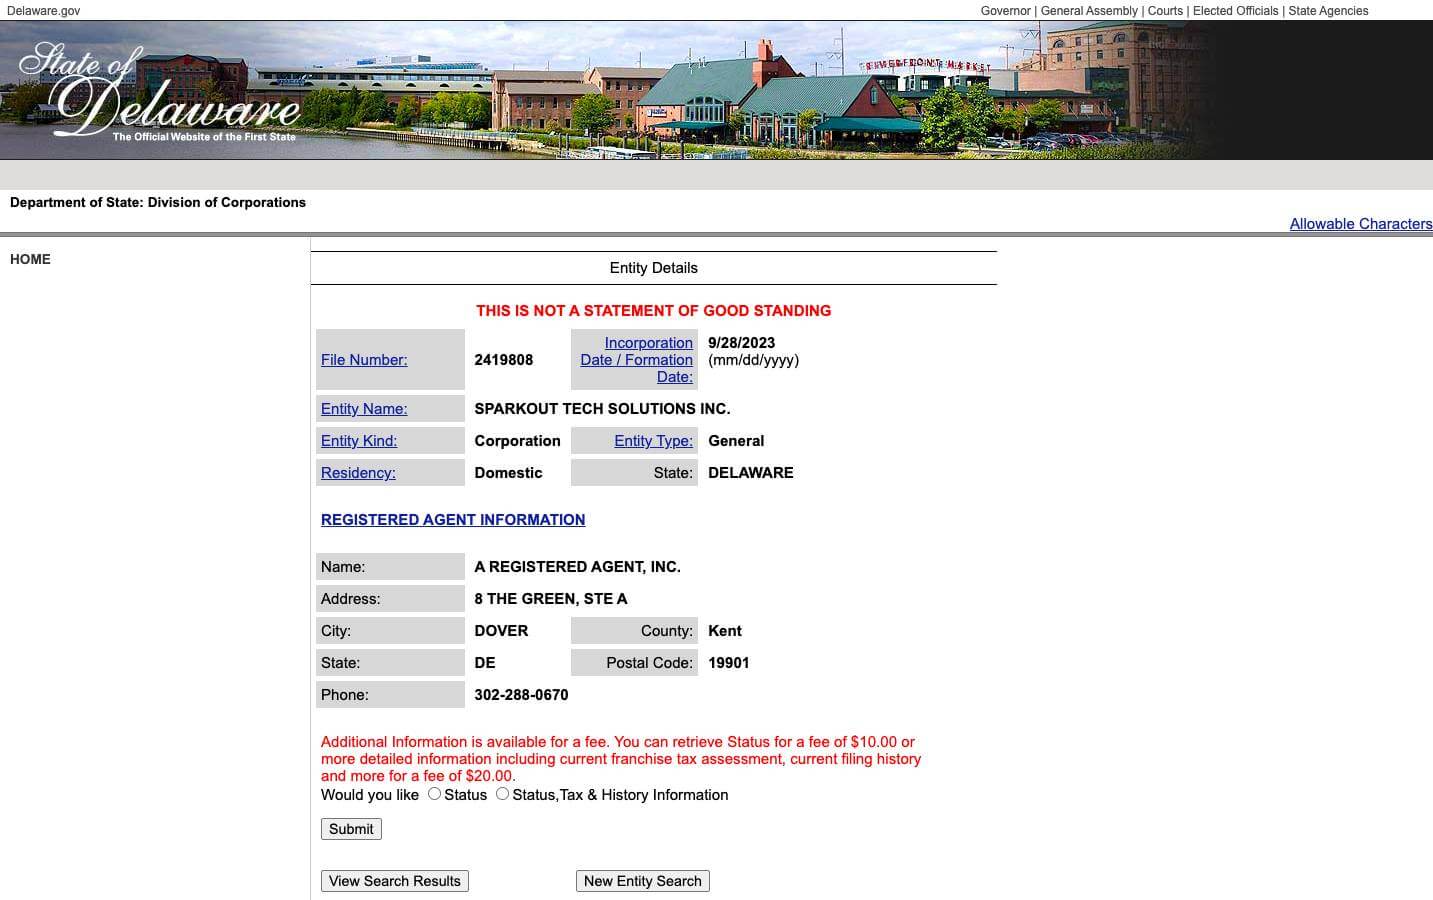 Delaware.gov
Governor | General Assembly | Courts | Elected Officials | State Agencies
State of
Delaware
The Official Website of the First State
RIVERFRONT MARKET
Department of State: Division of Corporations
Allowable Characters
HOME
Entity Details
THIS IS NOT A STATEMENT OF GOOD STANDING
File Number: 2419808 Incorporation Date / Formation Date: 9/28/2023 (mm/dd/yyyy)
Entity Name: SPARKOUT TECH SOLUTIONS INC.
Entity Kind: Corporation Entity Type: General
Residency: Domestic State: DELAWARE
REGISTERED AGENT INFORMATION
Name: A REGISTERED AGENT, INC.
Address: 8 THE GREEN, STE A
City: DOVER County: Kent
State: DE Postal Code: 19901
Phone: 302-288-0670
Additional Information is available for a fee. You can retrieve Status for a fee of $10.00 or
more detailed information including current franchise tax assessment, current filing history
and more for a fee of $20.00.
Would you like Status Status,Tax & History Information
Submit
View Search Results New Entity Search